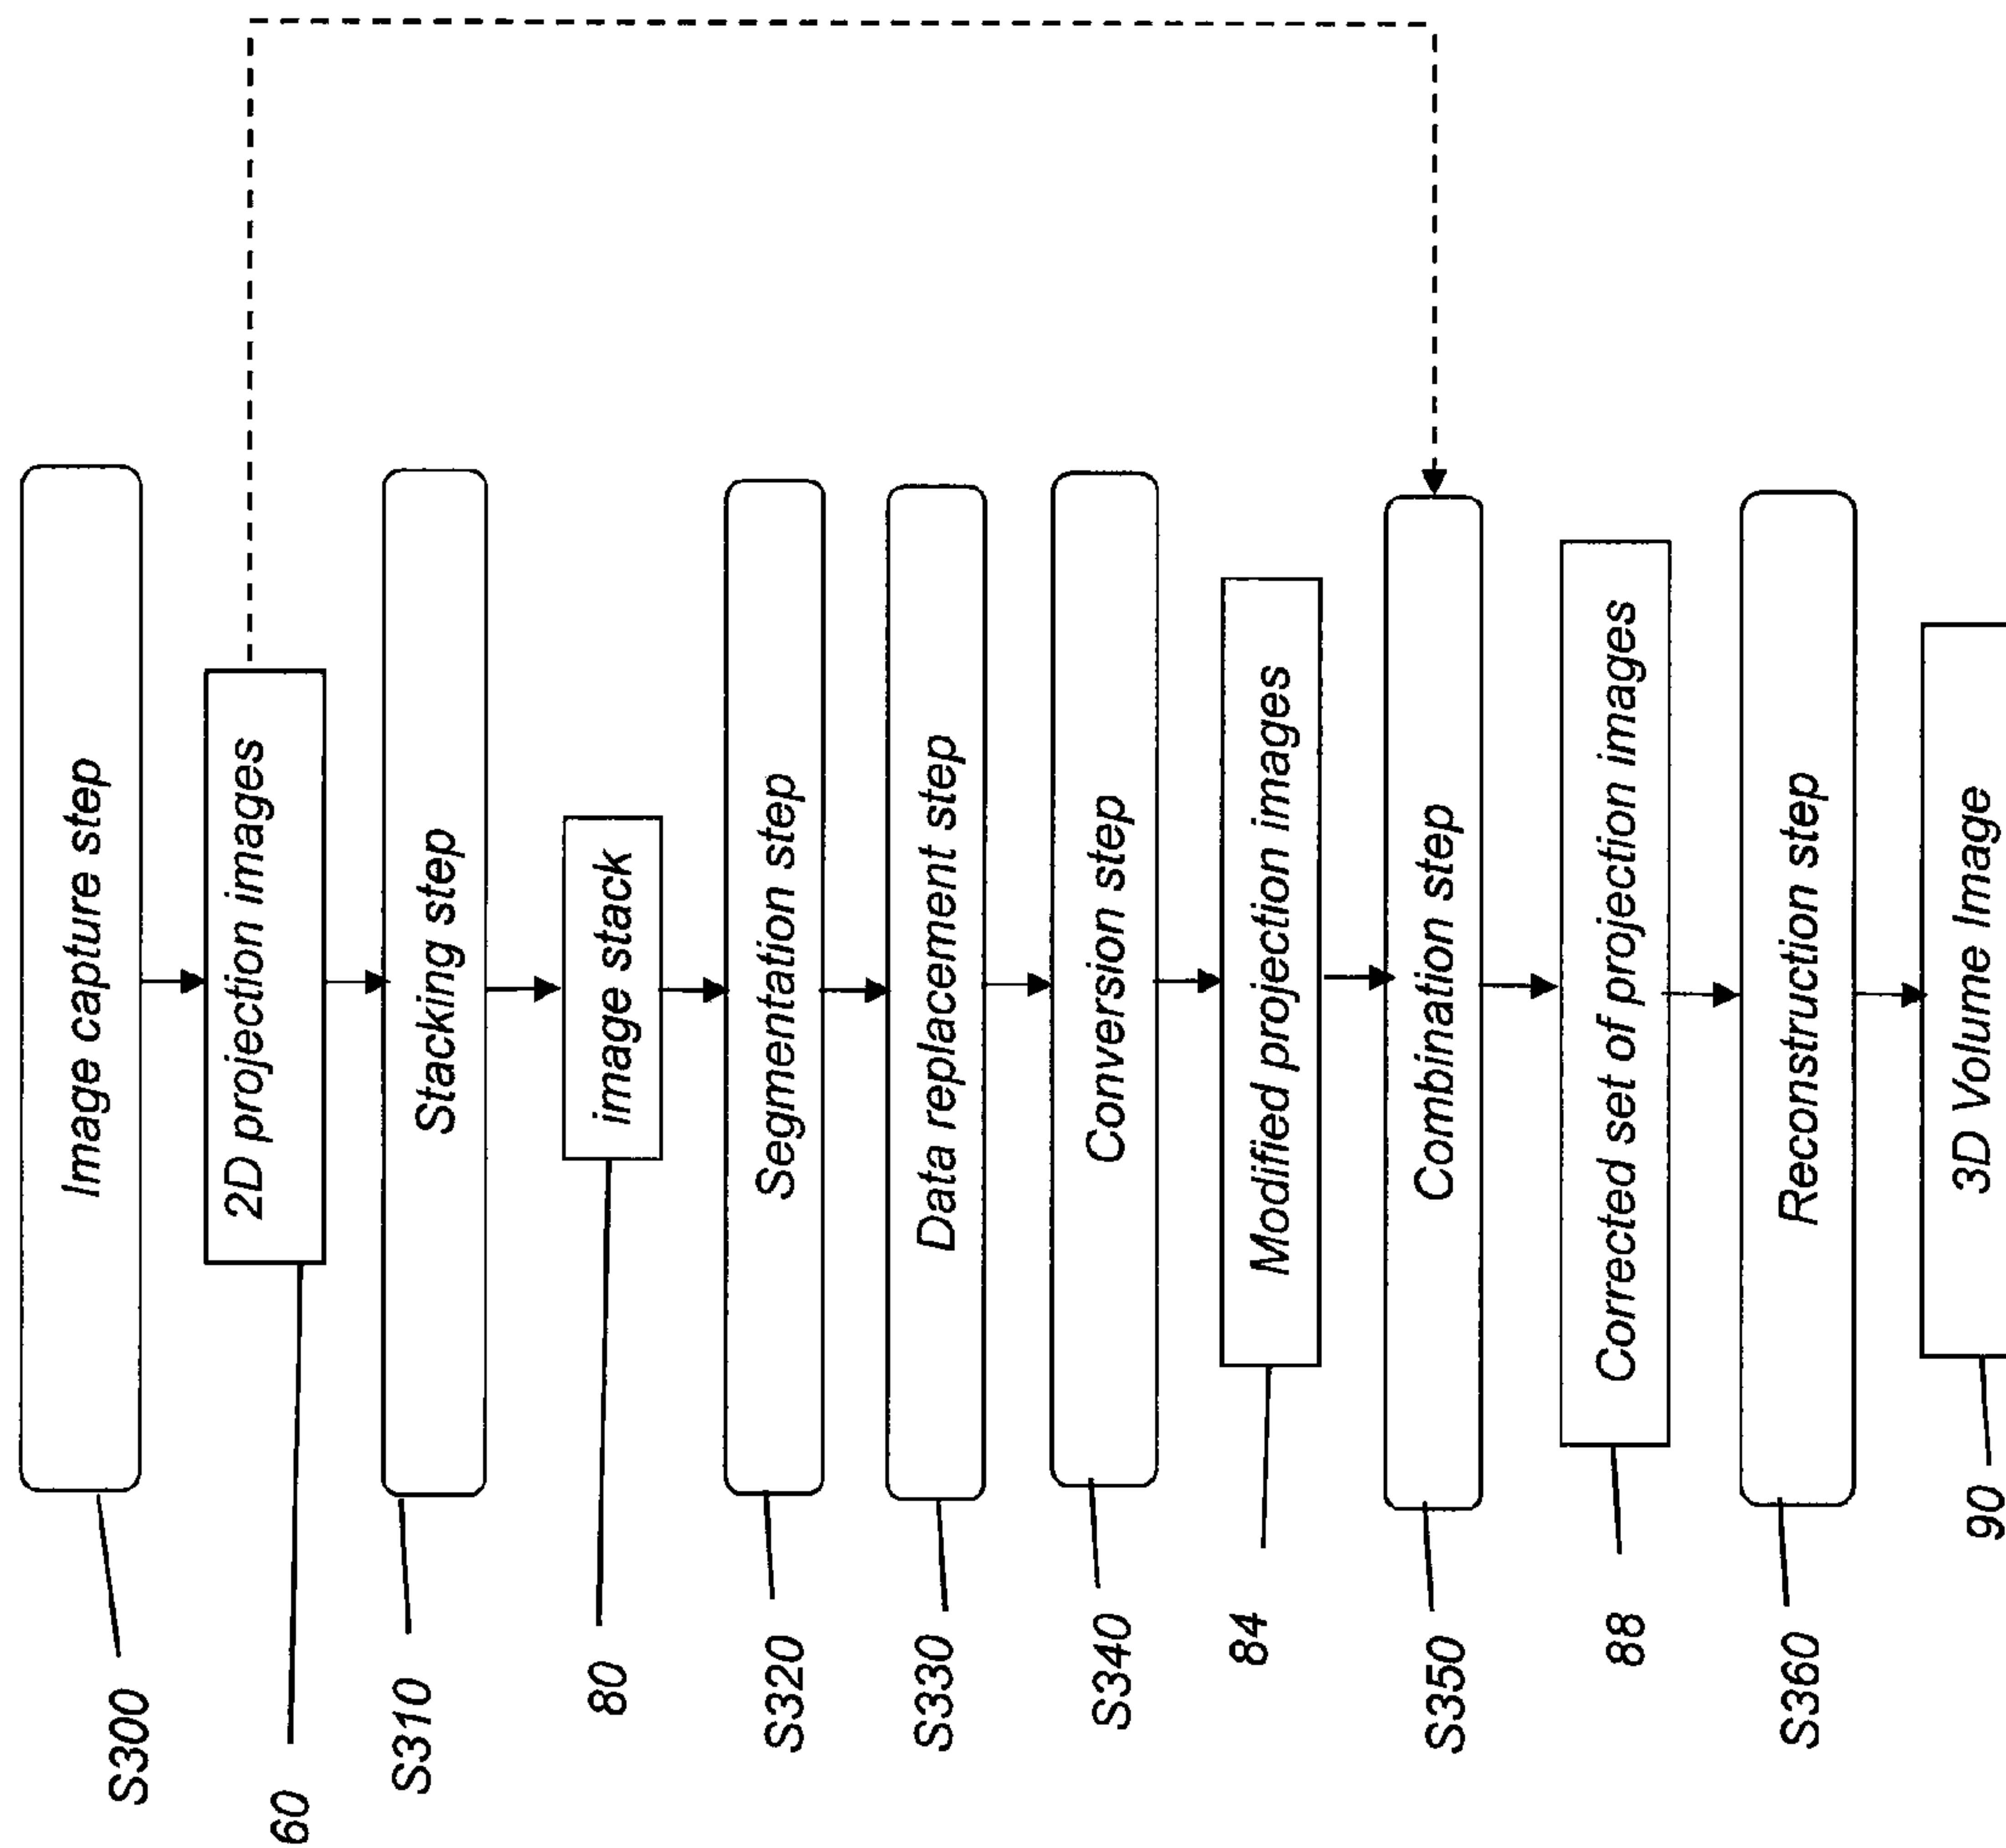 S300
Image capture step
60
2D projection images
S310
Stacking step
80
image stack
S320
Segmentation step
S330
Data replacement step
S340
Conversion step
84
Modified projection images
S350
Combination step
88
Corrected set of projection images
S360
Reconstruction step
90
3D Volume Image